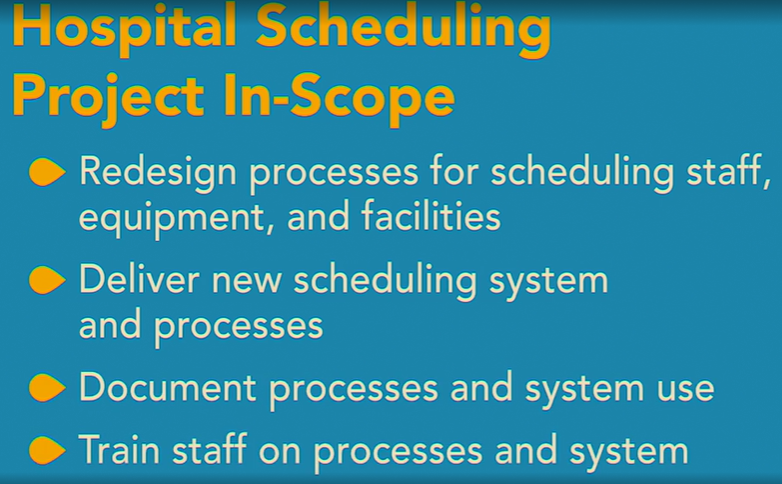 Hospital Scheduling
Project In-Scope
Redesign processes for scheduling staff,
equipment, and facilities
Deliver new scheduling system
and processes
Document processes and system use
Train staff on processes and system